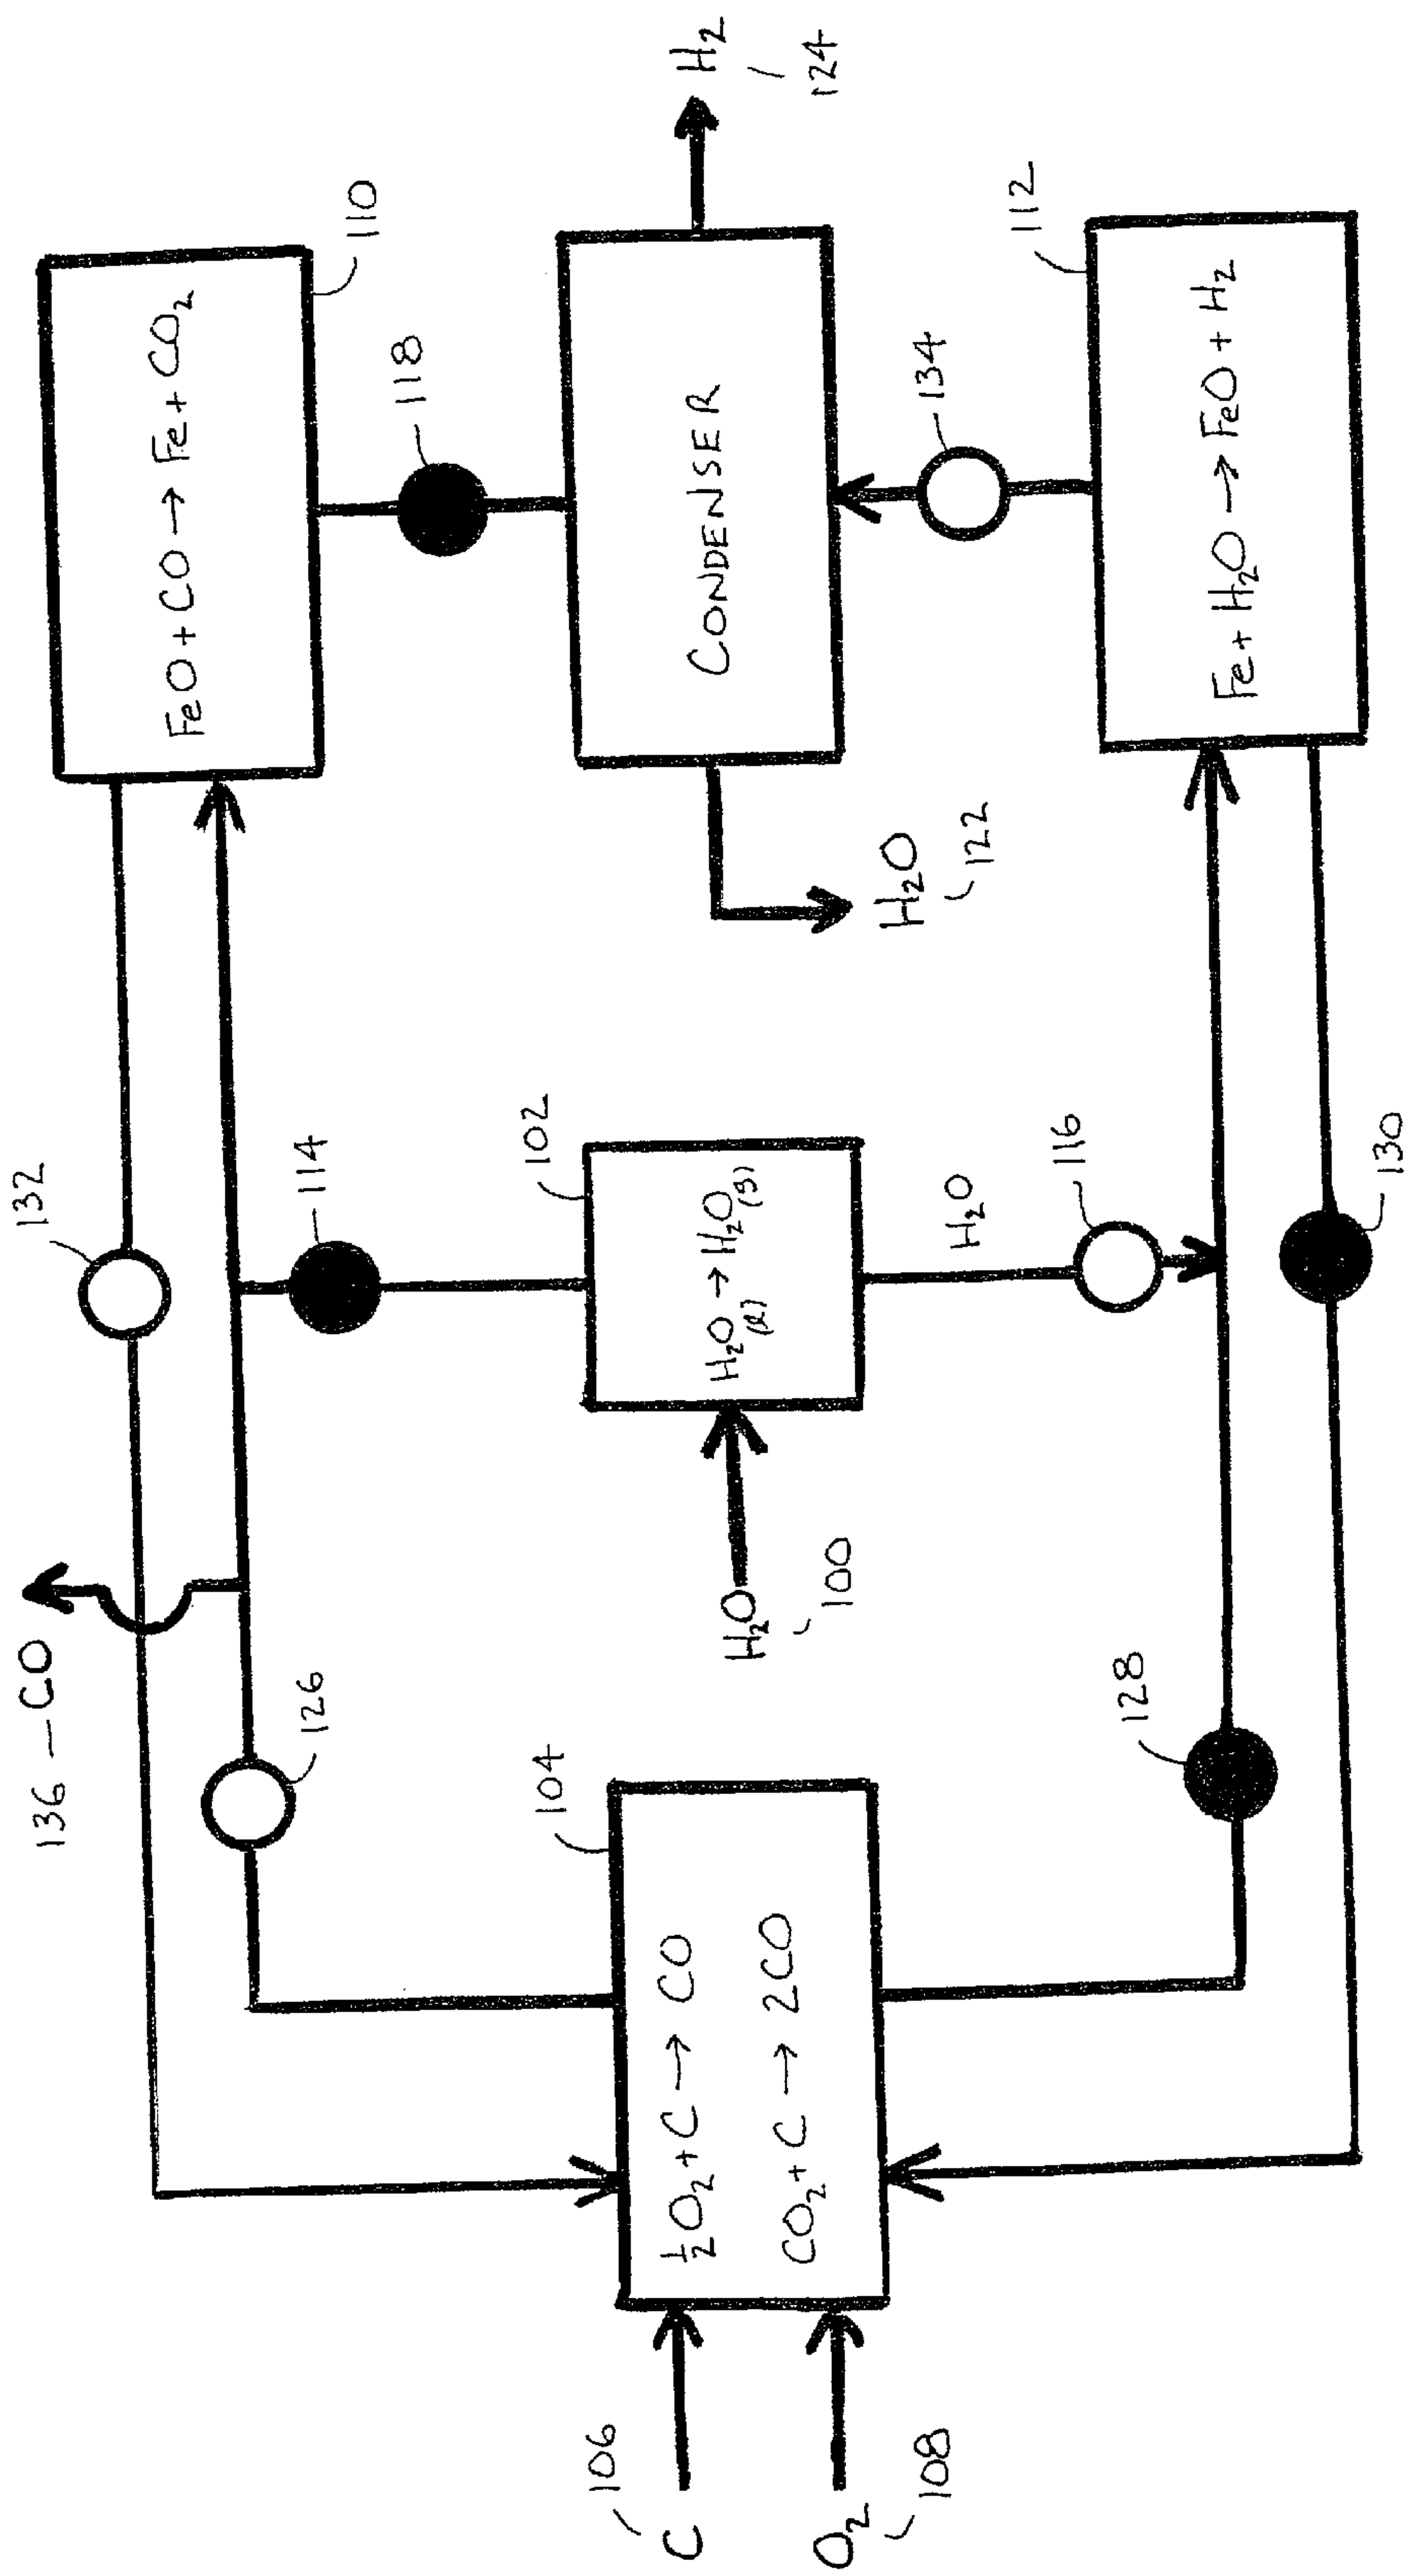 136 — CO
132
126
114
FeO + CO → Fe + CO₂
110
118
104
½O₂ + C → CO
CO₂ + C → 2CO
106
C
O₂
108
102
H₂O → H₂O
(l) (g)
H₂O
100
H₂O
116
CONDENSER
H₂O
122
H₂
124
134
112
Fe + H₂O → FeO + H₂
128
130